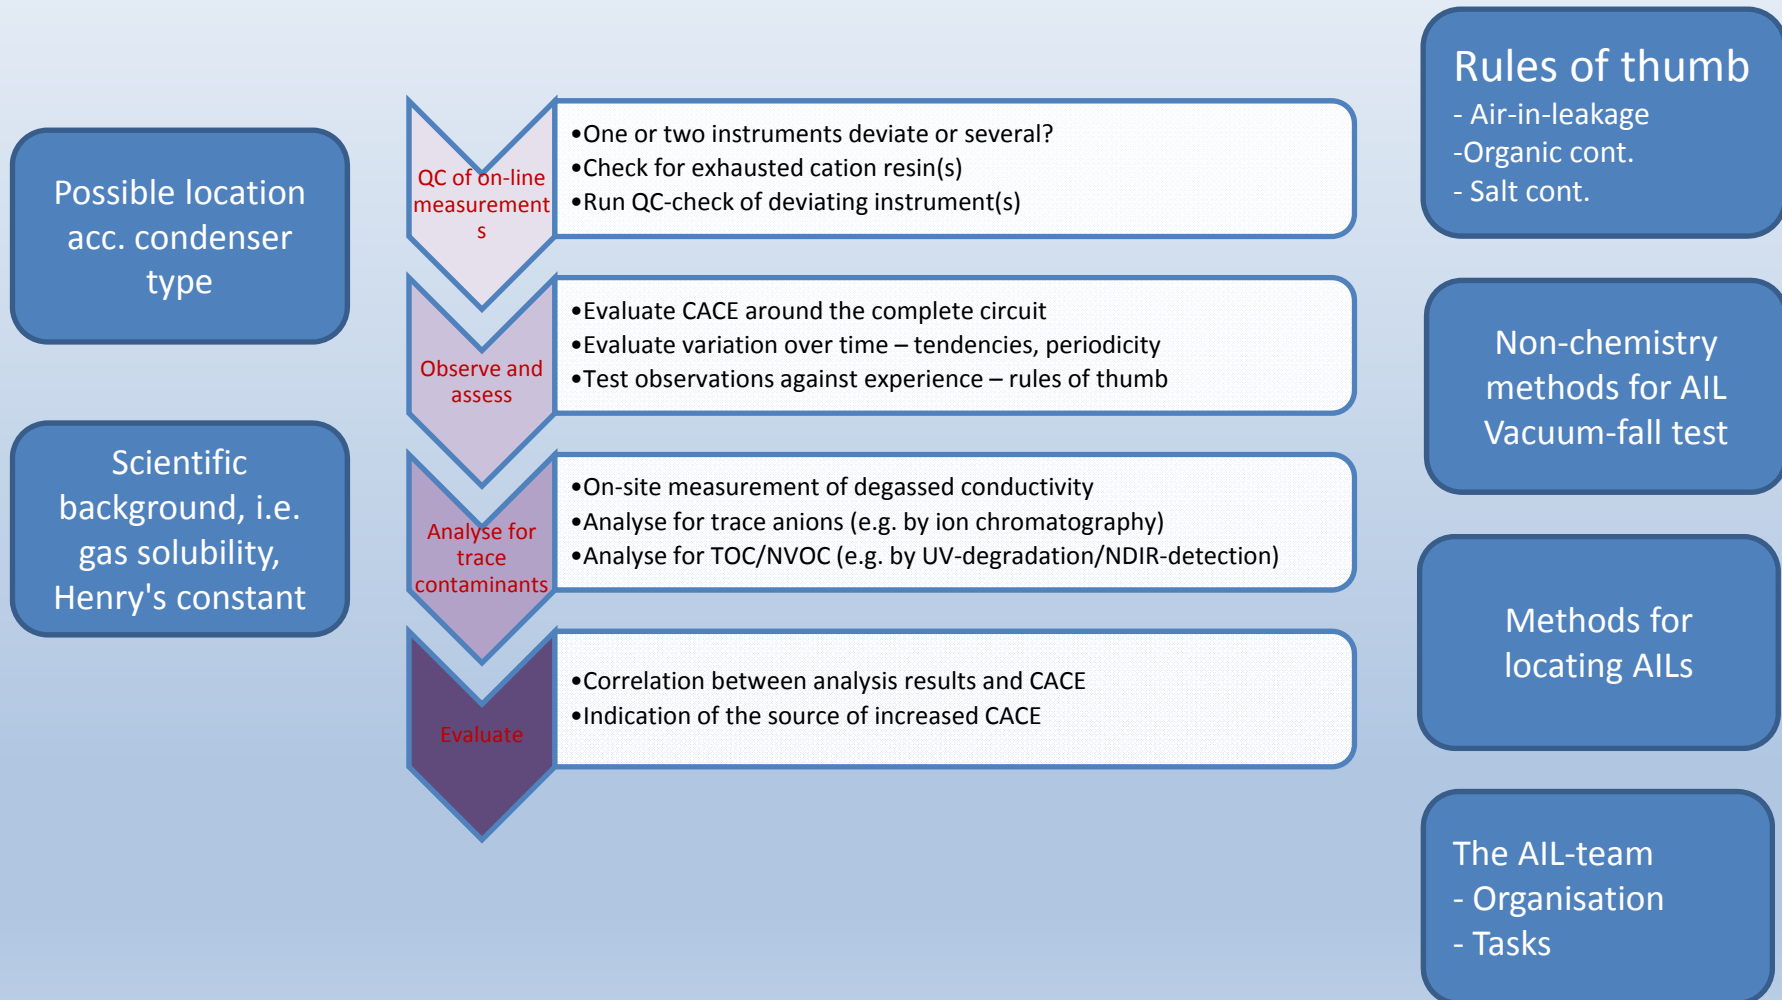 Possible location
acc. condenser
type
Scientific
background, i.e.
gas solubility,
Henry's constant
QC of on-line
measurement
s
•One or two instruments deviate or several?
•Check for exhausted cation resin(s)
•Run QC-check of deviating instrument(s)
Observe and
assess
•Evaluate CACE around the complete circuit
•Evaluate variation over time – tendencies, periodicity
•Test observations against experience – rules of thumb
Analyse for
trace
contaminants
•On-site measurement of degassed conductivity
•Analyse for trace anions (e.g. by ion chromatography)
•Analyse for TOC/NVOC (e.g. by UV-degradation/NDIR-detection)
Evaluate
•Correlation between analysis results and CACE
•Indication of the source of increased CACE
Rules of thumb
- Air-in-leakage
-Organic cont.
- Salt cont.
Non-chemistry
methods for AIL
Vacuum-fall test
Methods for
locating AILs
The AIL-team
- Organisation
- Tasks